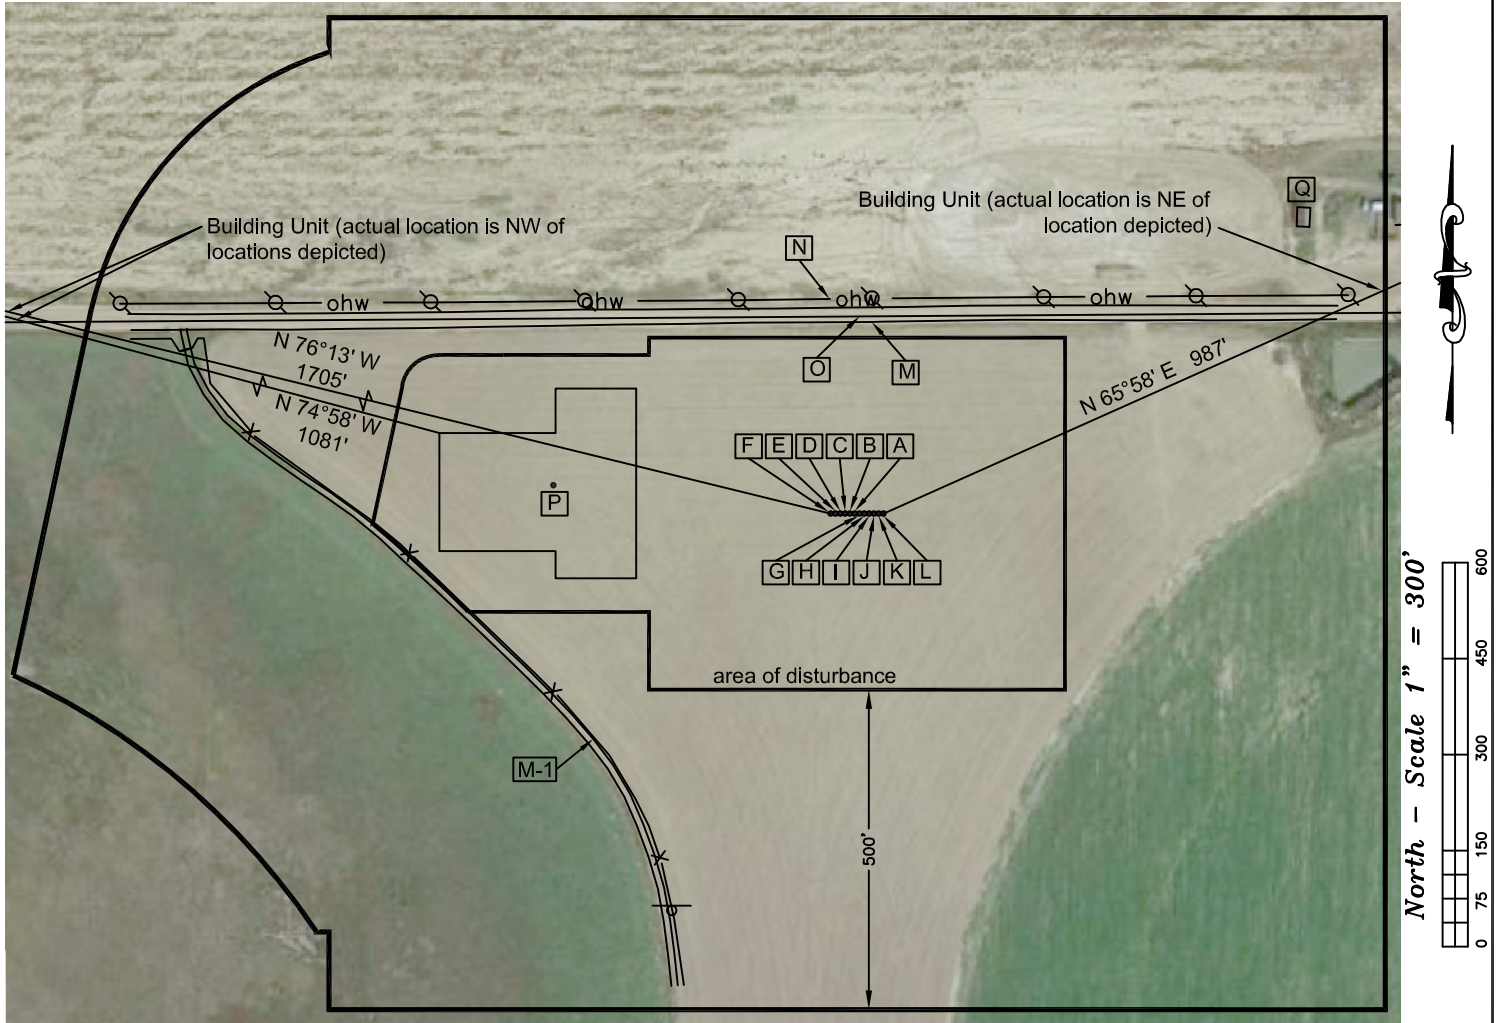 Q
Building Unit (actual location is NE of
location depicted)
Building Unit (actual location is NW of
locations depicted)
N
ohw
ohw
ohw
ohw
N 76°13' W
1705'
O
M
N 65°58' E 987'
N 74°58' W
1081'
F E D C B A
P
G H I J K L
area of disturbance
M-1
500'
North - Scale 1" = 300'
0 75 150 300 450 600